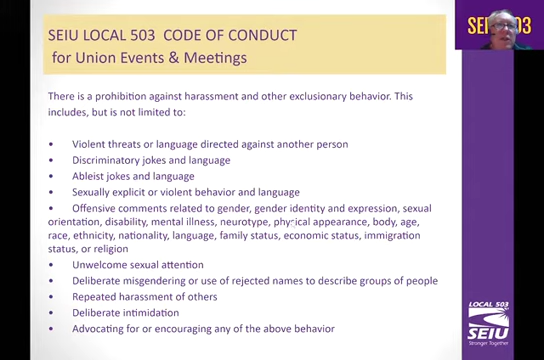 SEIU LOCAL 503 CODE OF CONDUCT
for Union Events & Meetings
There is a prohibition against harassment and other exclusionary behavior. This
includes, but is not limited to:
• Violent threats or language directed against another person
• Discriminatory jokes and language
• Ableist jokes and language
• Sexually explicit or violent behavior and language
• Offensive comments related to gender, gender identity and expression, sexual
orientation, disability, mental illness, neurotype, physical appearance, body, age,
race, ethnicity, nationality, language, family status, economic status, immigration
status, or religion
• Unwelcome sexual attention
• Deliberate misgendering or use of rejected names to describe groups of people
• Repeated harassment of others
• Deliberate intimidation
• Advocating for or encouraging any of the above behavior
LOCAL 503
SEIU
Stronger Together